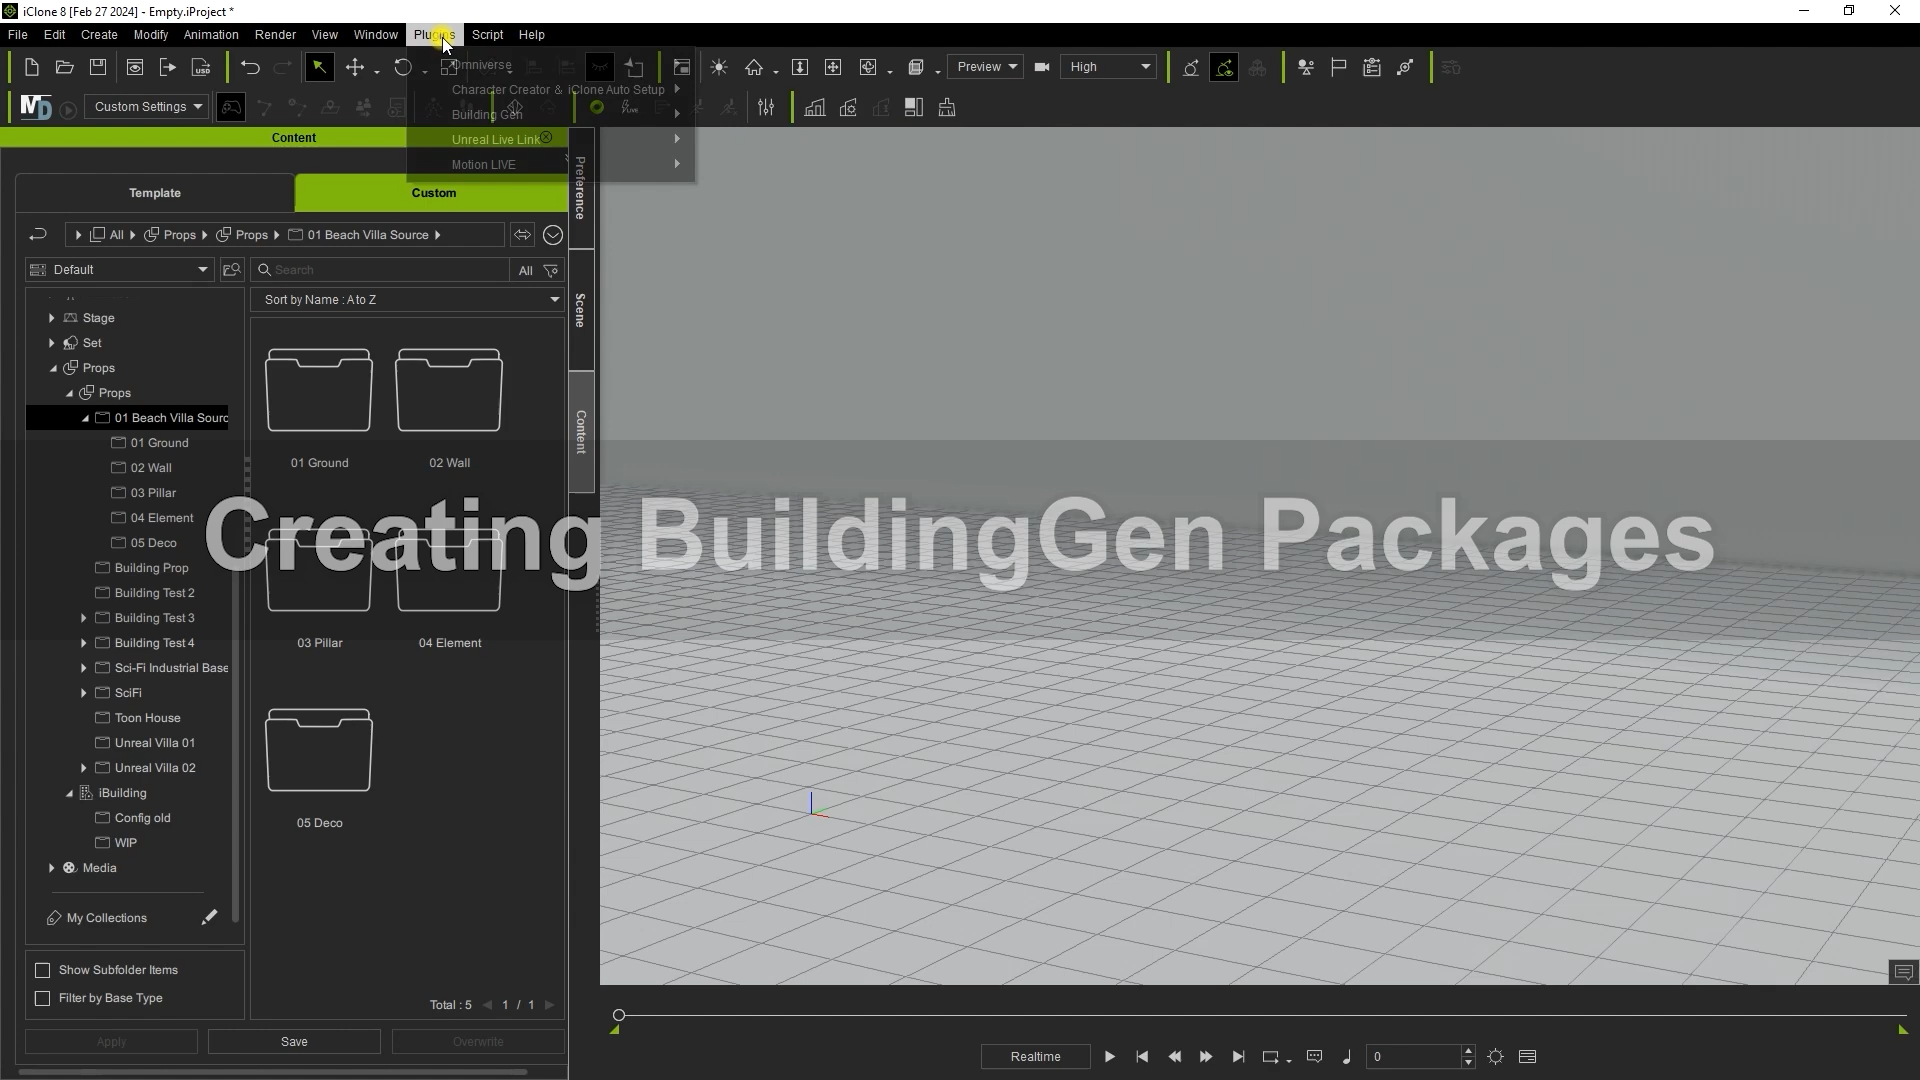 iClone 8 [Feb 27 2024] - Empty.iProject *
File Edit Create Modify Animation Render View Window Plugins Script Help
Omniverse
Character Creator & iClone Auto Setup
Building Gen
Unreal Live Link
Motion LIVE
Preview
High
Custom Settings
Content
Template
Custom
Preference
Scene
Content
All Props Props 01 Beach Villa Source
Default
Search
All
Sort by Name : A to Z
Stage
Set
Props
Props
01 Beach Villa Sourc
01 Ground
02 Wall
03 Pillar
04 Element
05 Deco
Building Prop
Building Test 2
Building Test 3
Building Test 4
Sci-Fi Industrial Base
SciFi
Toon House
Unreal Villa 01
Unreal Villa 02
iBuilding
Config old
WIP
Media
My Collections
01 Ground
02 Wall
03 Pillar
04 Element
05 Deco
Creating BuildingGen Packages
Show Subfolder Items
Filter by Base Type
Total : 5 1 / 1
Apply
Save
Overwrite
Realtime
0